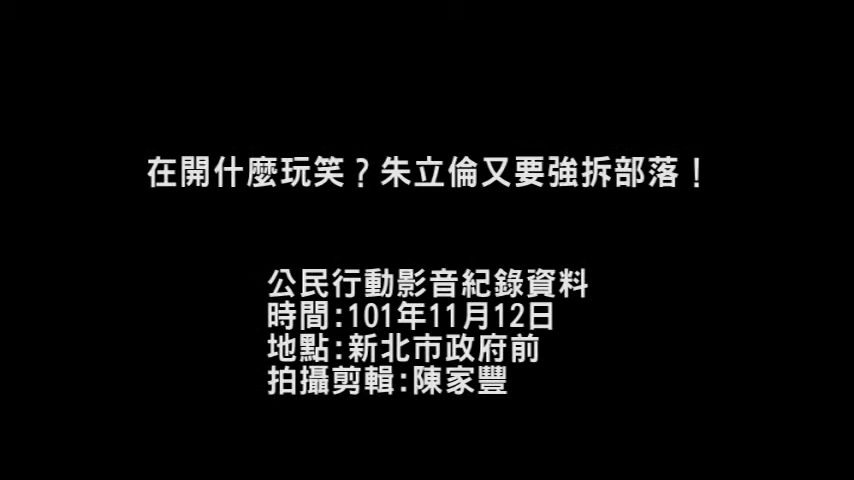 在開什麼玩笑？朱立倫又要強拆部落！
公民行動影音紀錄資料
時間:101年11月12日
地點:新北市政府前
拍攝剪輯:陳家豐